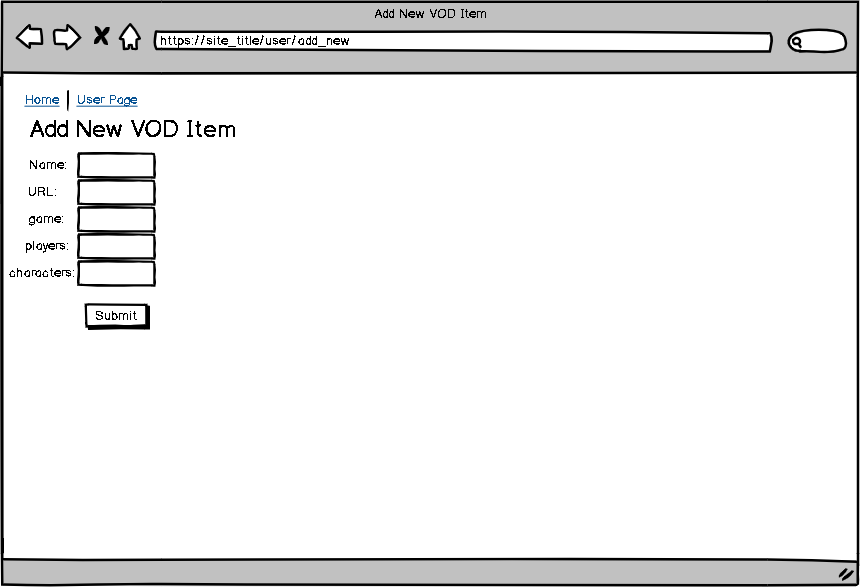 Add New VOD Item
https://site_title/user/add_new
Home | User Page
Add New VOD Item
Name:
URL:
game:
players:
characters:
Submit